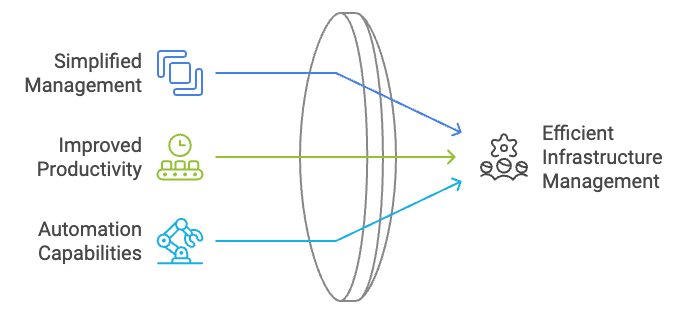 Simplified
Management
Improved
Productivity
Automation
Capabilities
Efficient
Infrastructure
Management